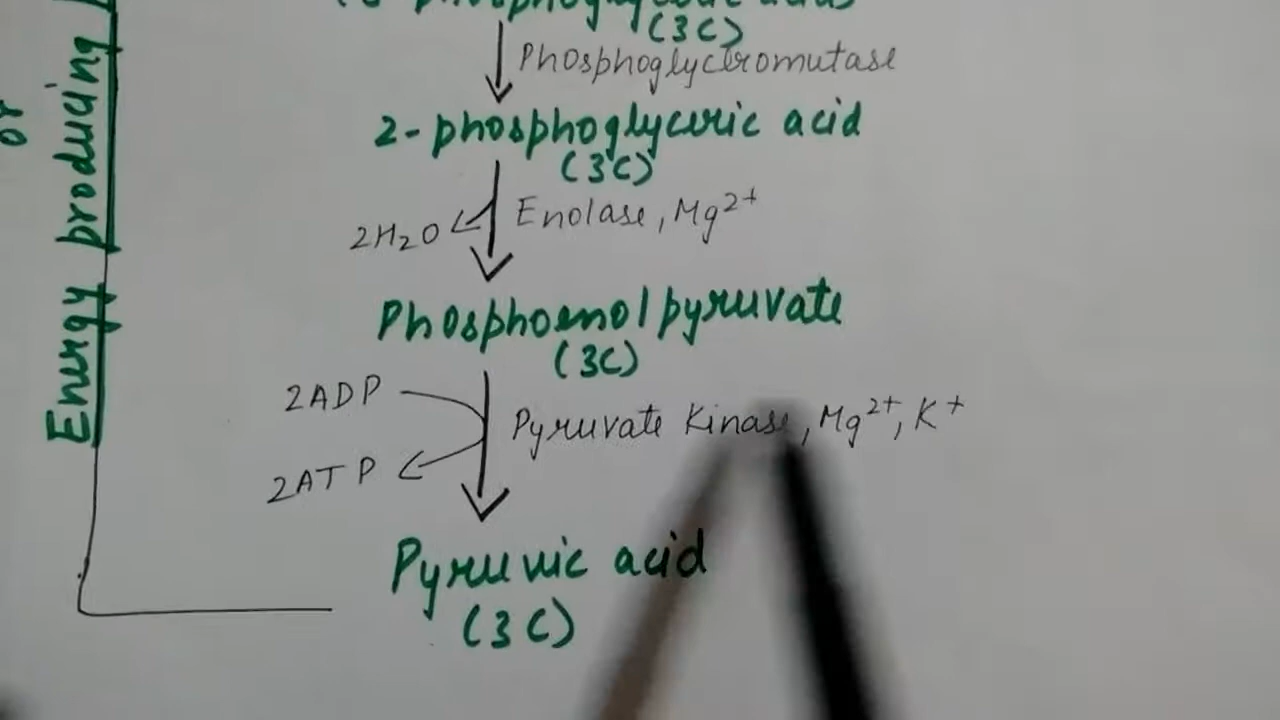 (3C)
Phosphoglyceromutase
2-phosphoglyceric acid
(3C)
2H2O
Enolase, Mg2+
Phosphoenolpyruvate
(3C)
2ADP
Pyruvate Kinase, Mg2+, K+
2ATP
Pyruvic acid
(3C)
Energy producing
or